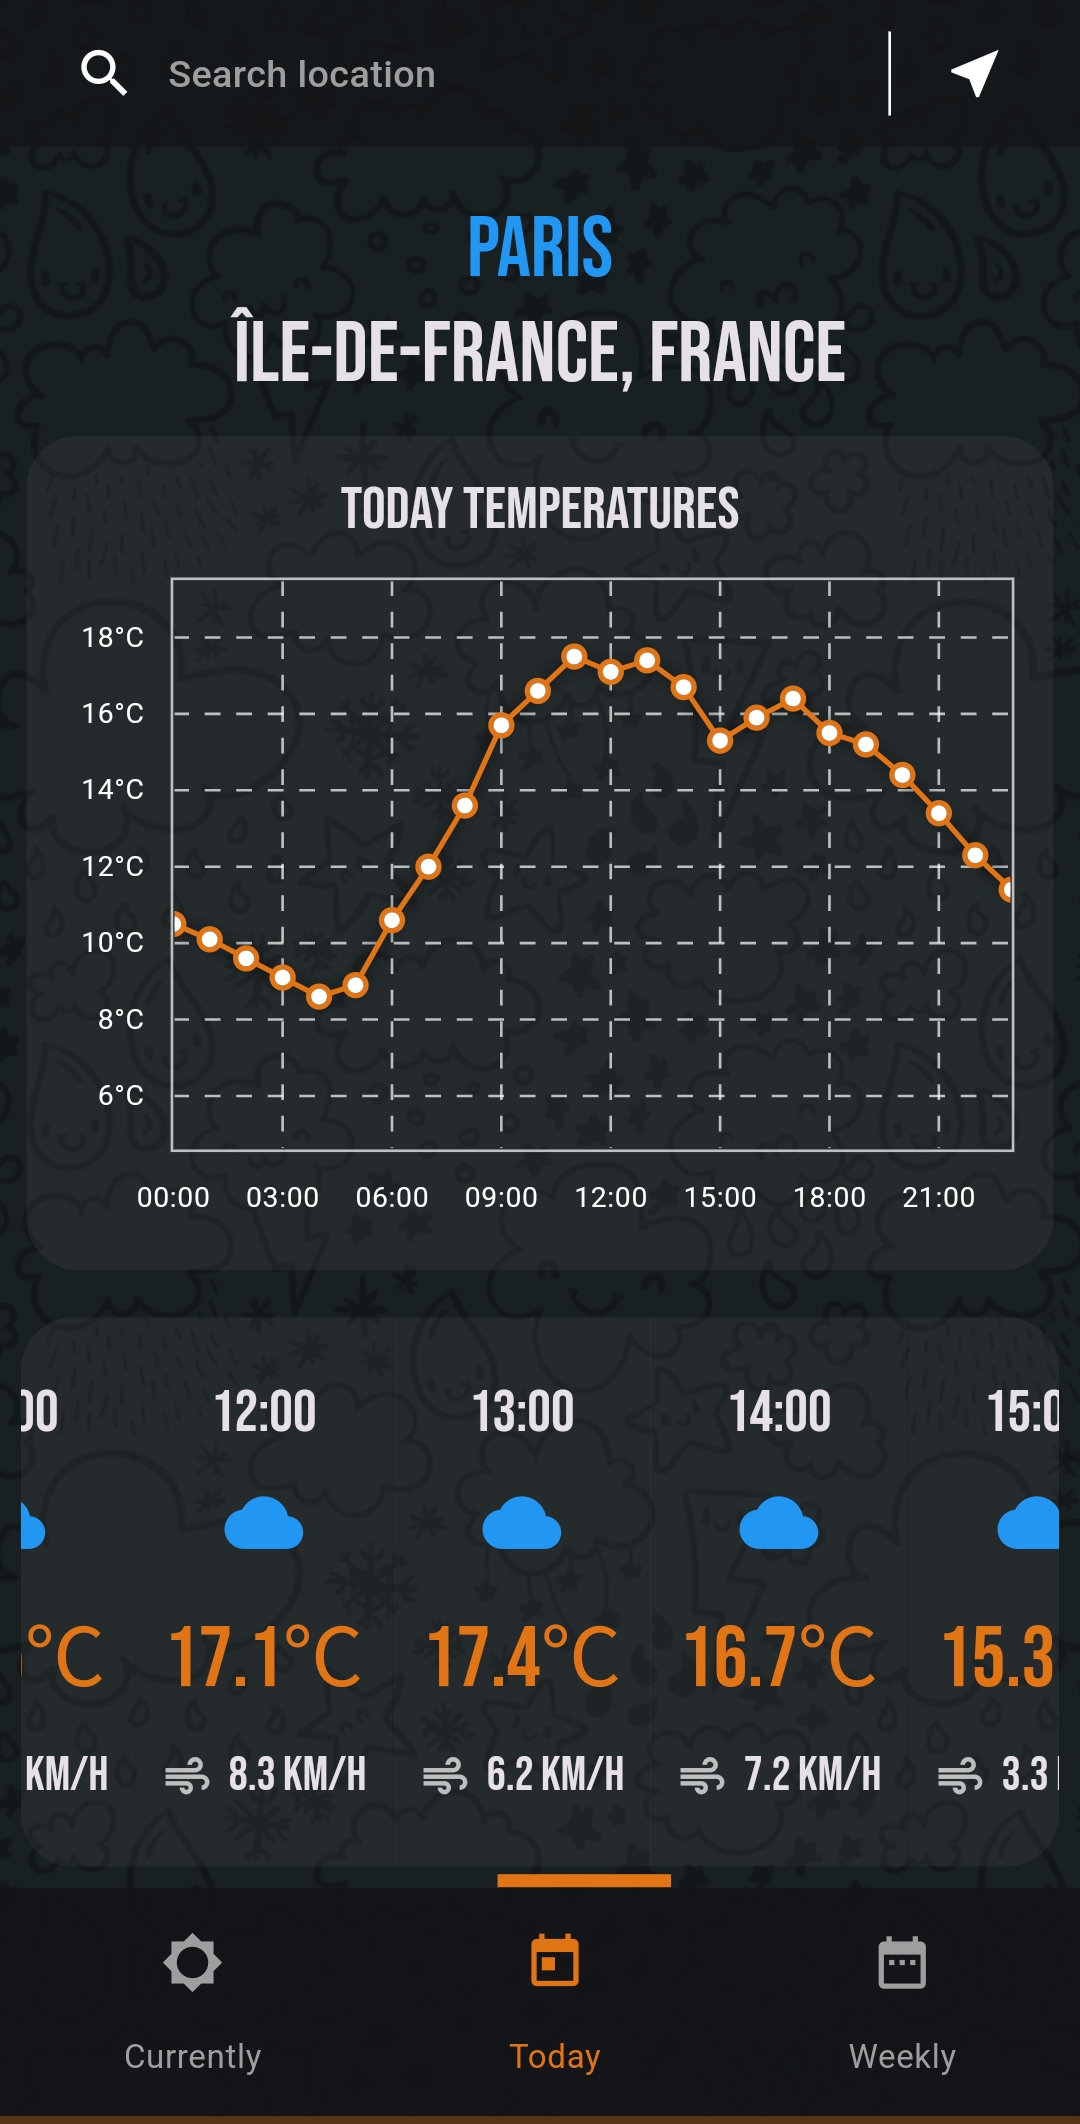 Search location
PARIS
ÎLE-DE-FRANCE, FRANCE
TODAY TEMPERATURES
18°C
16°C
14°C
12°C
10°C
8°C
6°C
00:00 03:00 06:00 09:00 12:00 15:00 18:00 21:00
00 12:00 13:00 14:00 15:0
°C 17.1°C 17.4°C 16.7°C 15.3
KM/H 8.3 KM/H 6.2 KM/H 7.2 KM/H 3.3
Currently Today Weekly